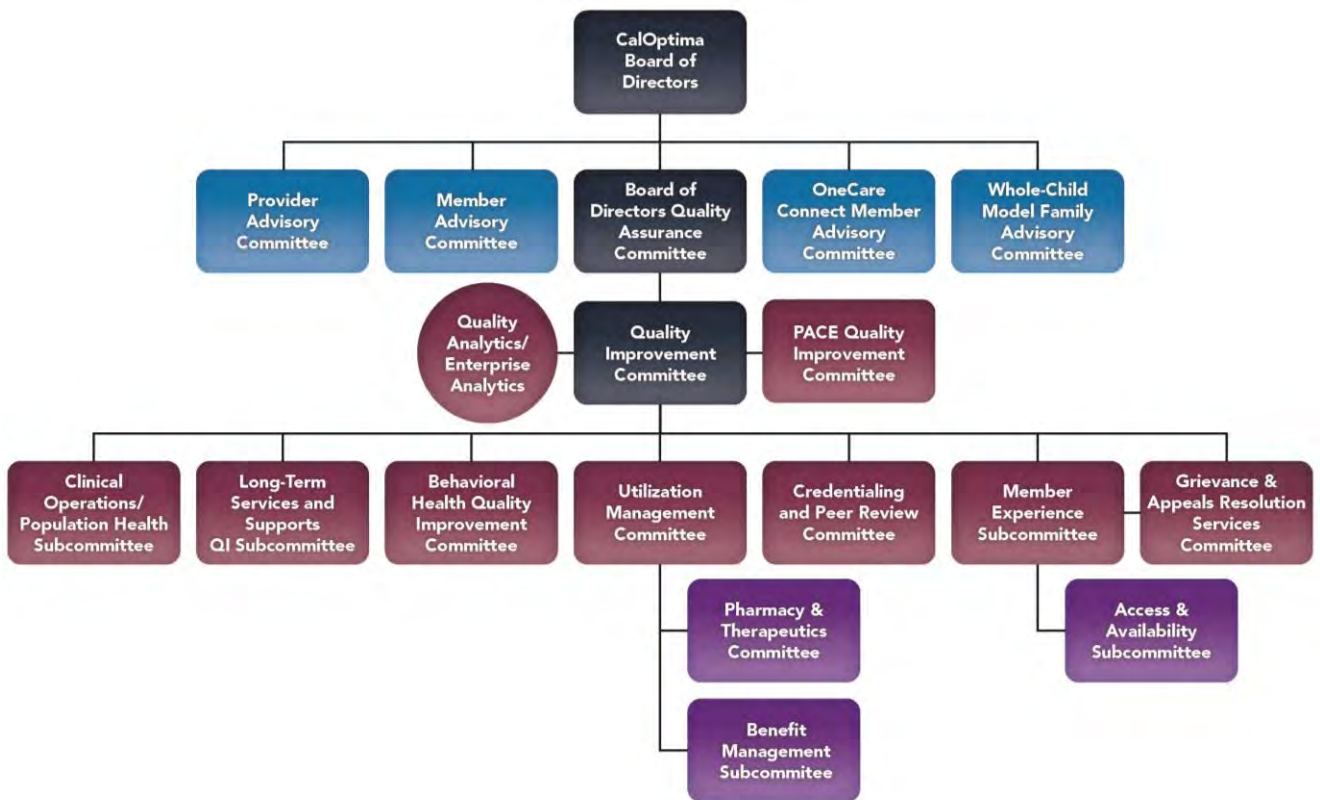 CalOptima
Board of
Directors
Provider
Advisory
Committee
Member
Advisory
Committee
Board of
Directors Quality
Assurance
Committee
OneCare
Connect Member
Advisory
Committee
Whole-Child
Model Family
Advisory
Committee
Quality
Analytics/
Enterprise
Analytics
Quality
Improvement
Committee
PACE Quality
Improvement
Committee
Clinical
Operations/
Population Health
Subcommittee
Long-Term
Services and
Supports
QI Subcommittee
Behavioral
Health Quality
Improvement
Committee
Utilization
Management
Committee
Credentialing
and Peer Review
Committee
Member
Experience
Subcommittee
Grievance &
Appeals Resolution
Services
Committee
Pharmacy &
Therapeutics
Committee
Access &
Availability
Subcommittee
Benefit
Management
Subcommitee